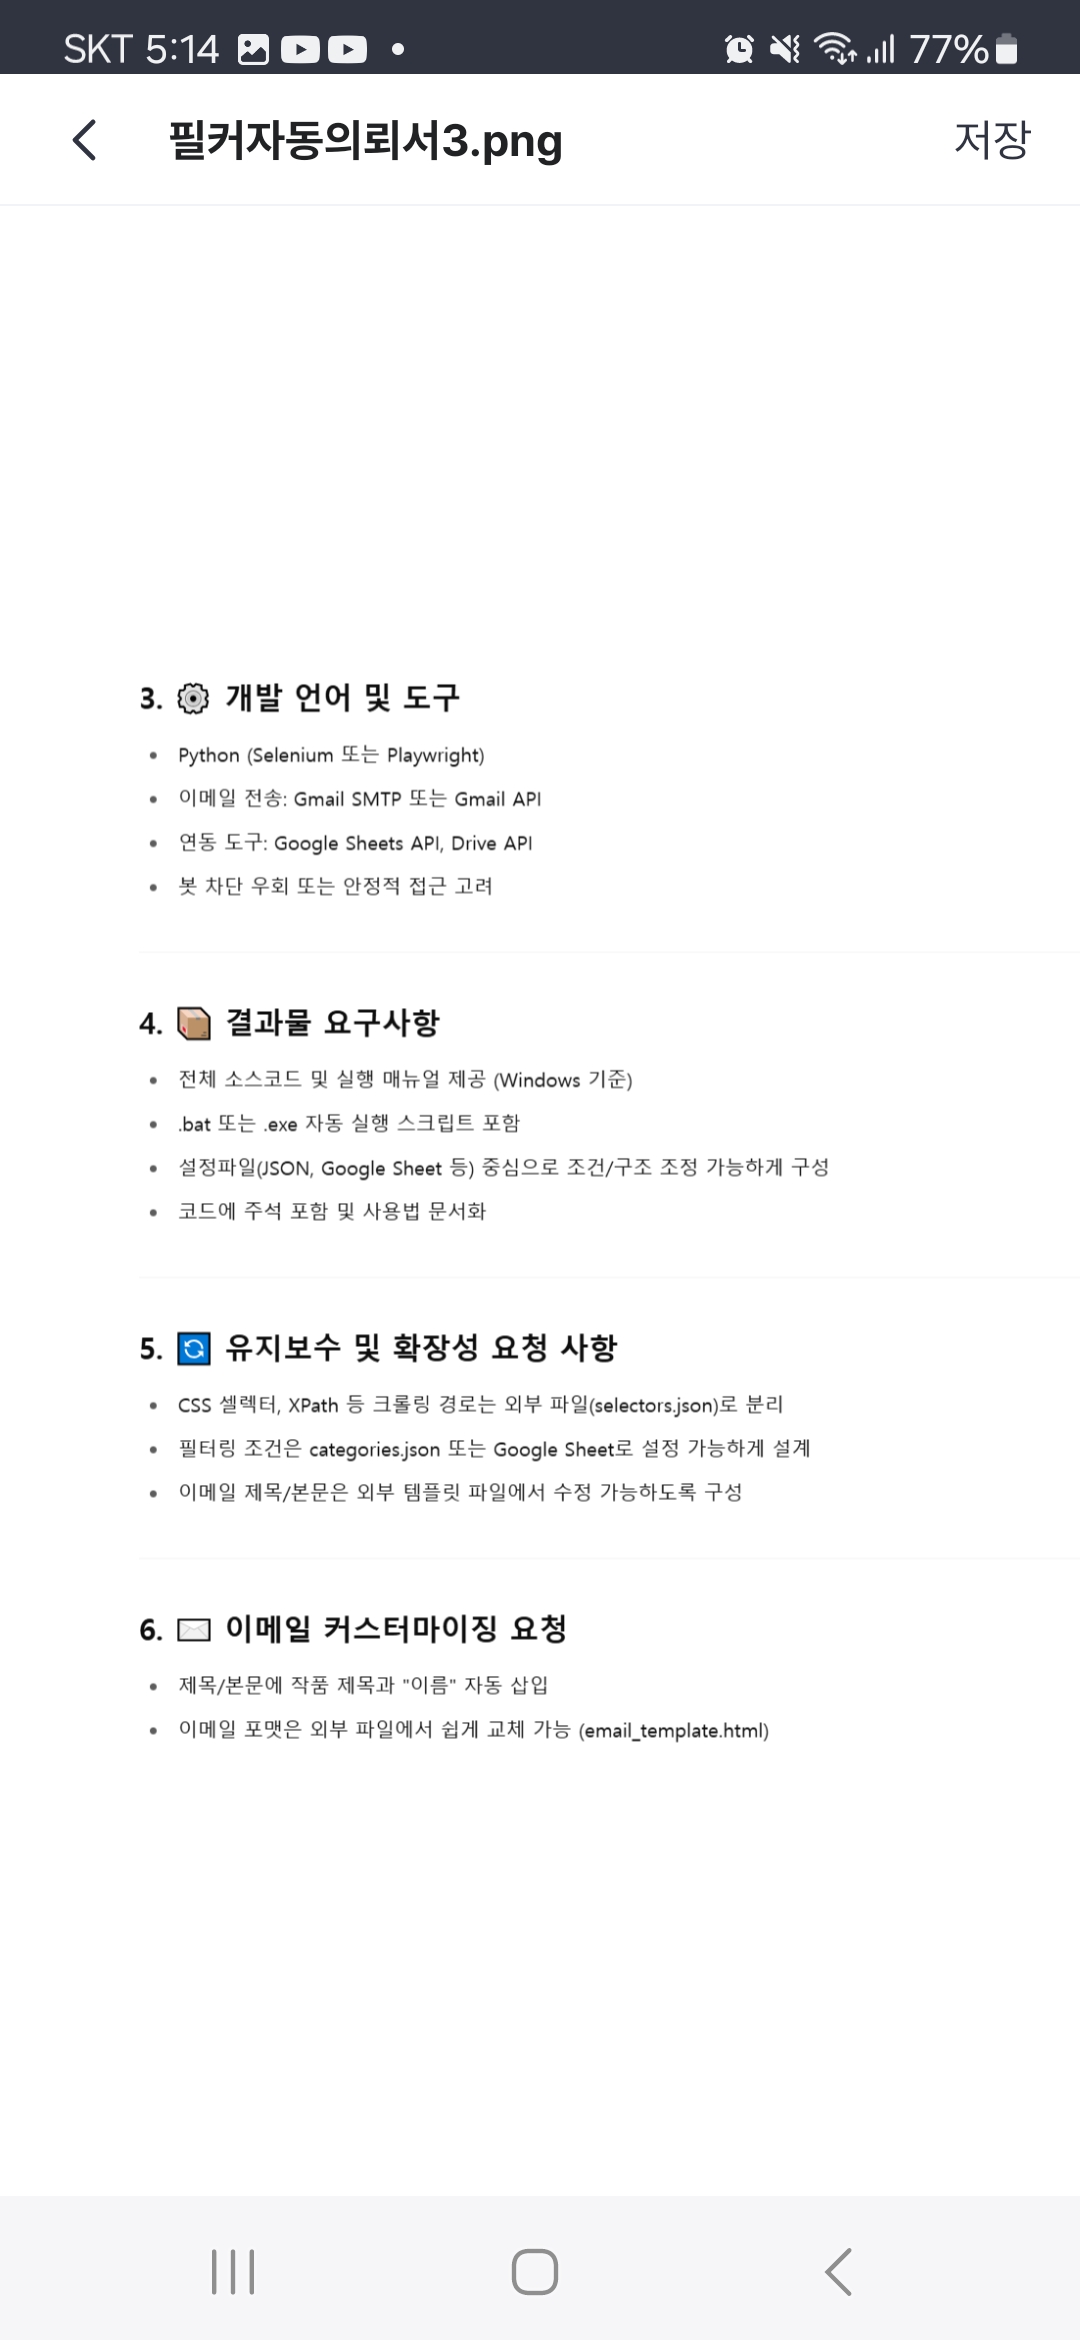 SKT 5:14
77%
필커자동의뢰서3.png
저장
3. ⚙️ 개발 언어 및 도구
• Python (Selenium 또는 Playwright)
• 이메일 전송: Gmail SMTP 또는 Gmail API
• 연동 도구: Google Sheets API, Drive API
• 봇 차단 우회 또는 안정적 접근 고려
4. 📦 결과물 요구사항
• 전체 소스코드 및 실행 매뉴얼 제공 (Windows 기준)
• .bat 또는 .exe 자동 실행 스크립트 포함
• 설정파일(JSON, Google Sheet 등) 중심으로 조건/구조 조정 가능하게 구성
• 코드에 주석 포함 및 사용법 문서화
5. 🔄 유지보수 및 확장성 요청 사항
• CSS 셀렉터, XPath 등 크롤링 경로는 외부 파일(selectors.json)로 분리
• 필터링 조건은 categories.json 또는 Google Sheet로 설정 가능하게 설계
• 이메일 제목/본문은 외부 템플릿 파일에서 수정 가능하도록 구성
6. ✉️ 이메일 커스터마이징 요청
• 제목/본문에 작품 제목과 "이름" 자동 삽입
• 이메일 포맷은 외부 파일에서 쉽게 교체 가능 (email_template.html)